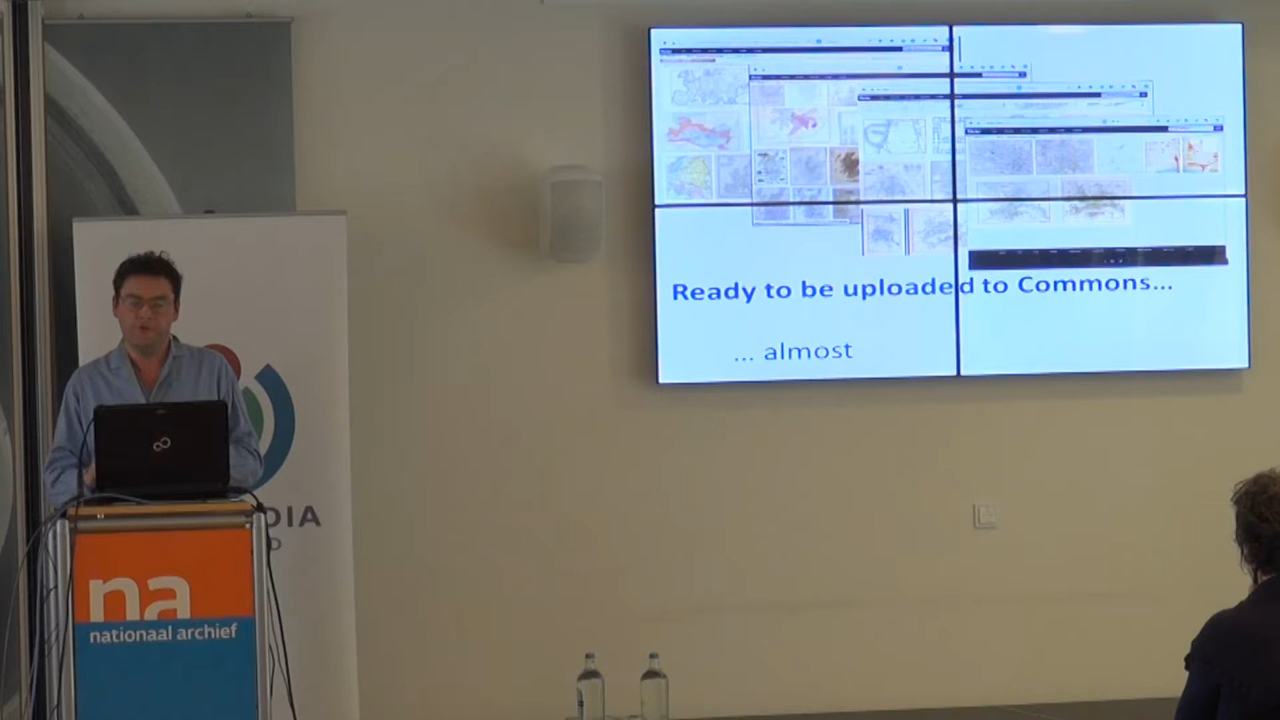 Ready to be uploaded to Commons...
... almost
DIA
D
na
nationaal archief